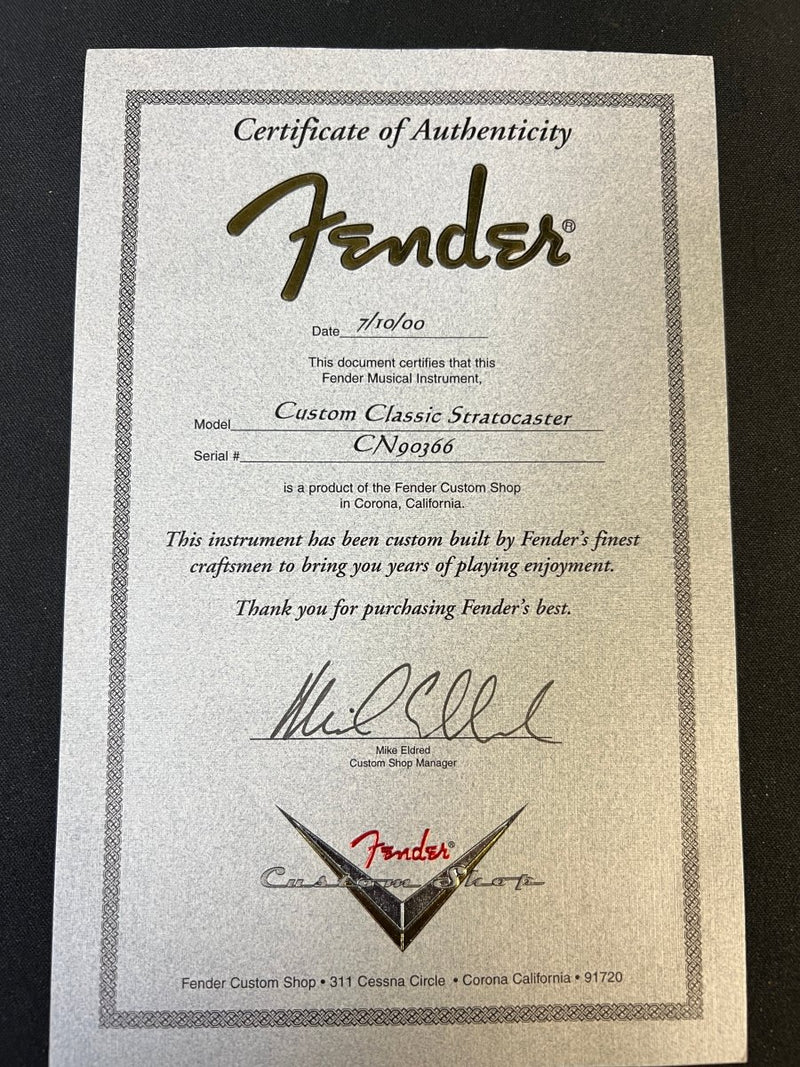 Certificate of Authenticity
Fender®
Date 7/10/00
This document certifies that this
Fender Musical Instrument,
Model Custom Classic Stratocaster
Serial # CN90366
is a product of the Fender Custom Shop
in Corona, California.
This instrument has been custom built by Fender's finest
craftsmen to bring you years of playing enjoyment.
Thank you for purchasing Fender's best.
Mike Eldred
Mike Eldred
Custom Shop Manager
Fender®
Custom Shop
Fender Custom Shop • 311 Cessna Circle • Corona California • 91720